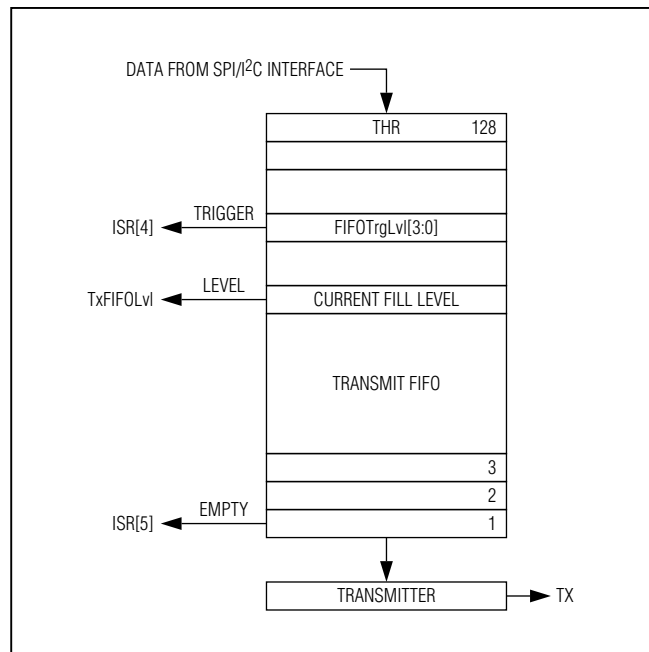 DATA FROM SPI/I²C INTERFACE
THR 128
TRIGGER
ISR[4]
FIFOTrgLvl[3:0]
LEVEL
TxFIFOLvl
CURRENT FILL LEVEL
TRANSMIT FIFO
3
2
EMPTY
ISR[5]
1
TRANSMITTER
TX